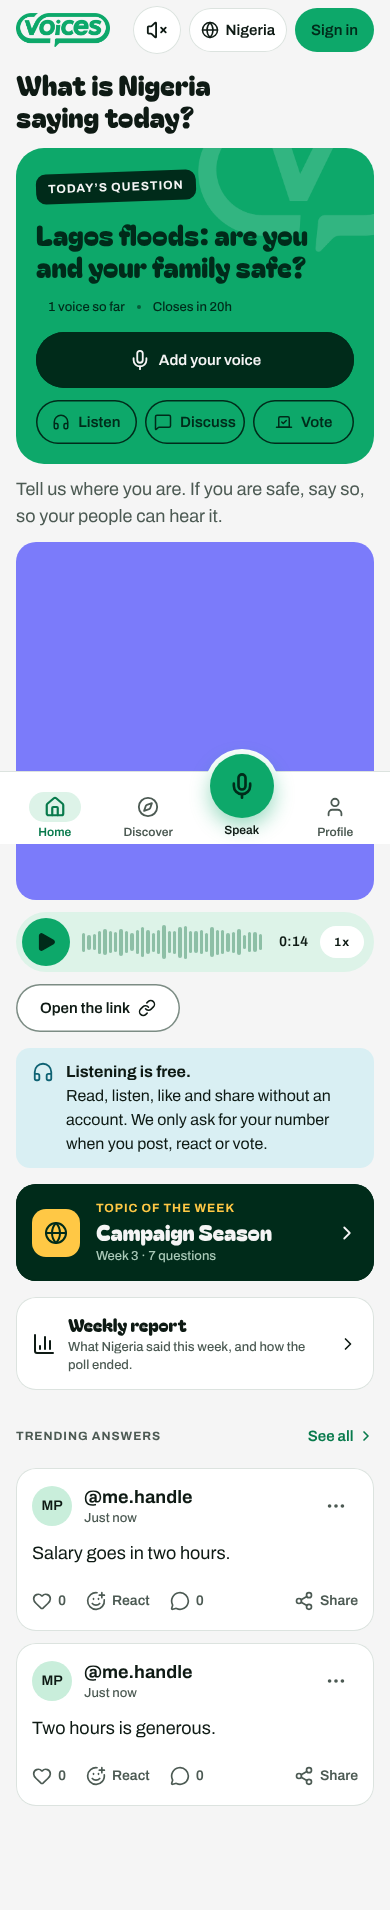 Voices
Nigeria
Sign in
What is Nigeria
saying today?
TODAY'S QUESTION
Lagos floods: are you
and your family safe?
1 voice so far • Closes in 20h
Add your voice
Listen
Discuss
Vote
Tell us where you are. If you are safe, say so,
so your people can hear it.
Home
Discover
Speak
Profile
0:14
1x
Open the link
Listening is free.
Read, listen, like and share without an
account. We only ask for your number
when you post, react or vote.
TOPIC OF THE WEEK
Campaign Season
Week 3 · 7 questions
Weekly report
What Nigeria said this week, and how the
poll ended.
TRENDING ANSWERS
See all
MP
@me.handle
Just now
Salary goes in two hours.
0
React
0
Share
MP
@me.handle
Just now
Two hours is generous.
0
React
0
Share